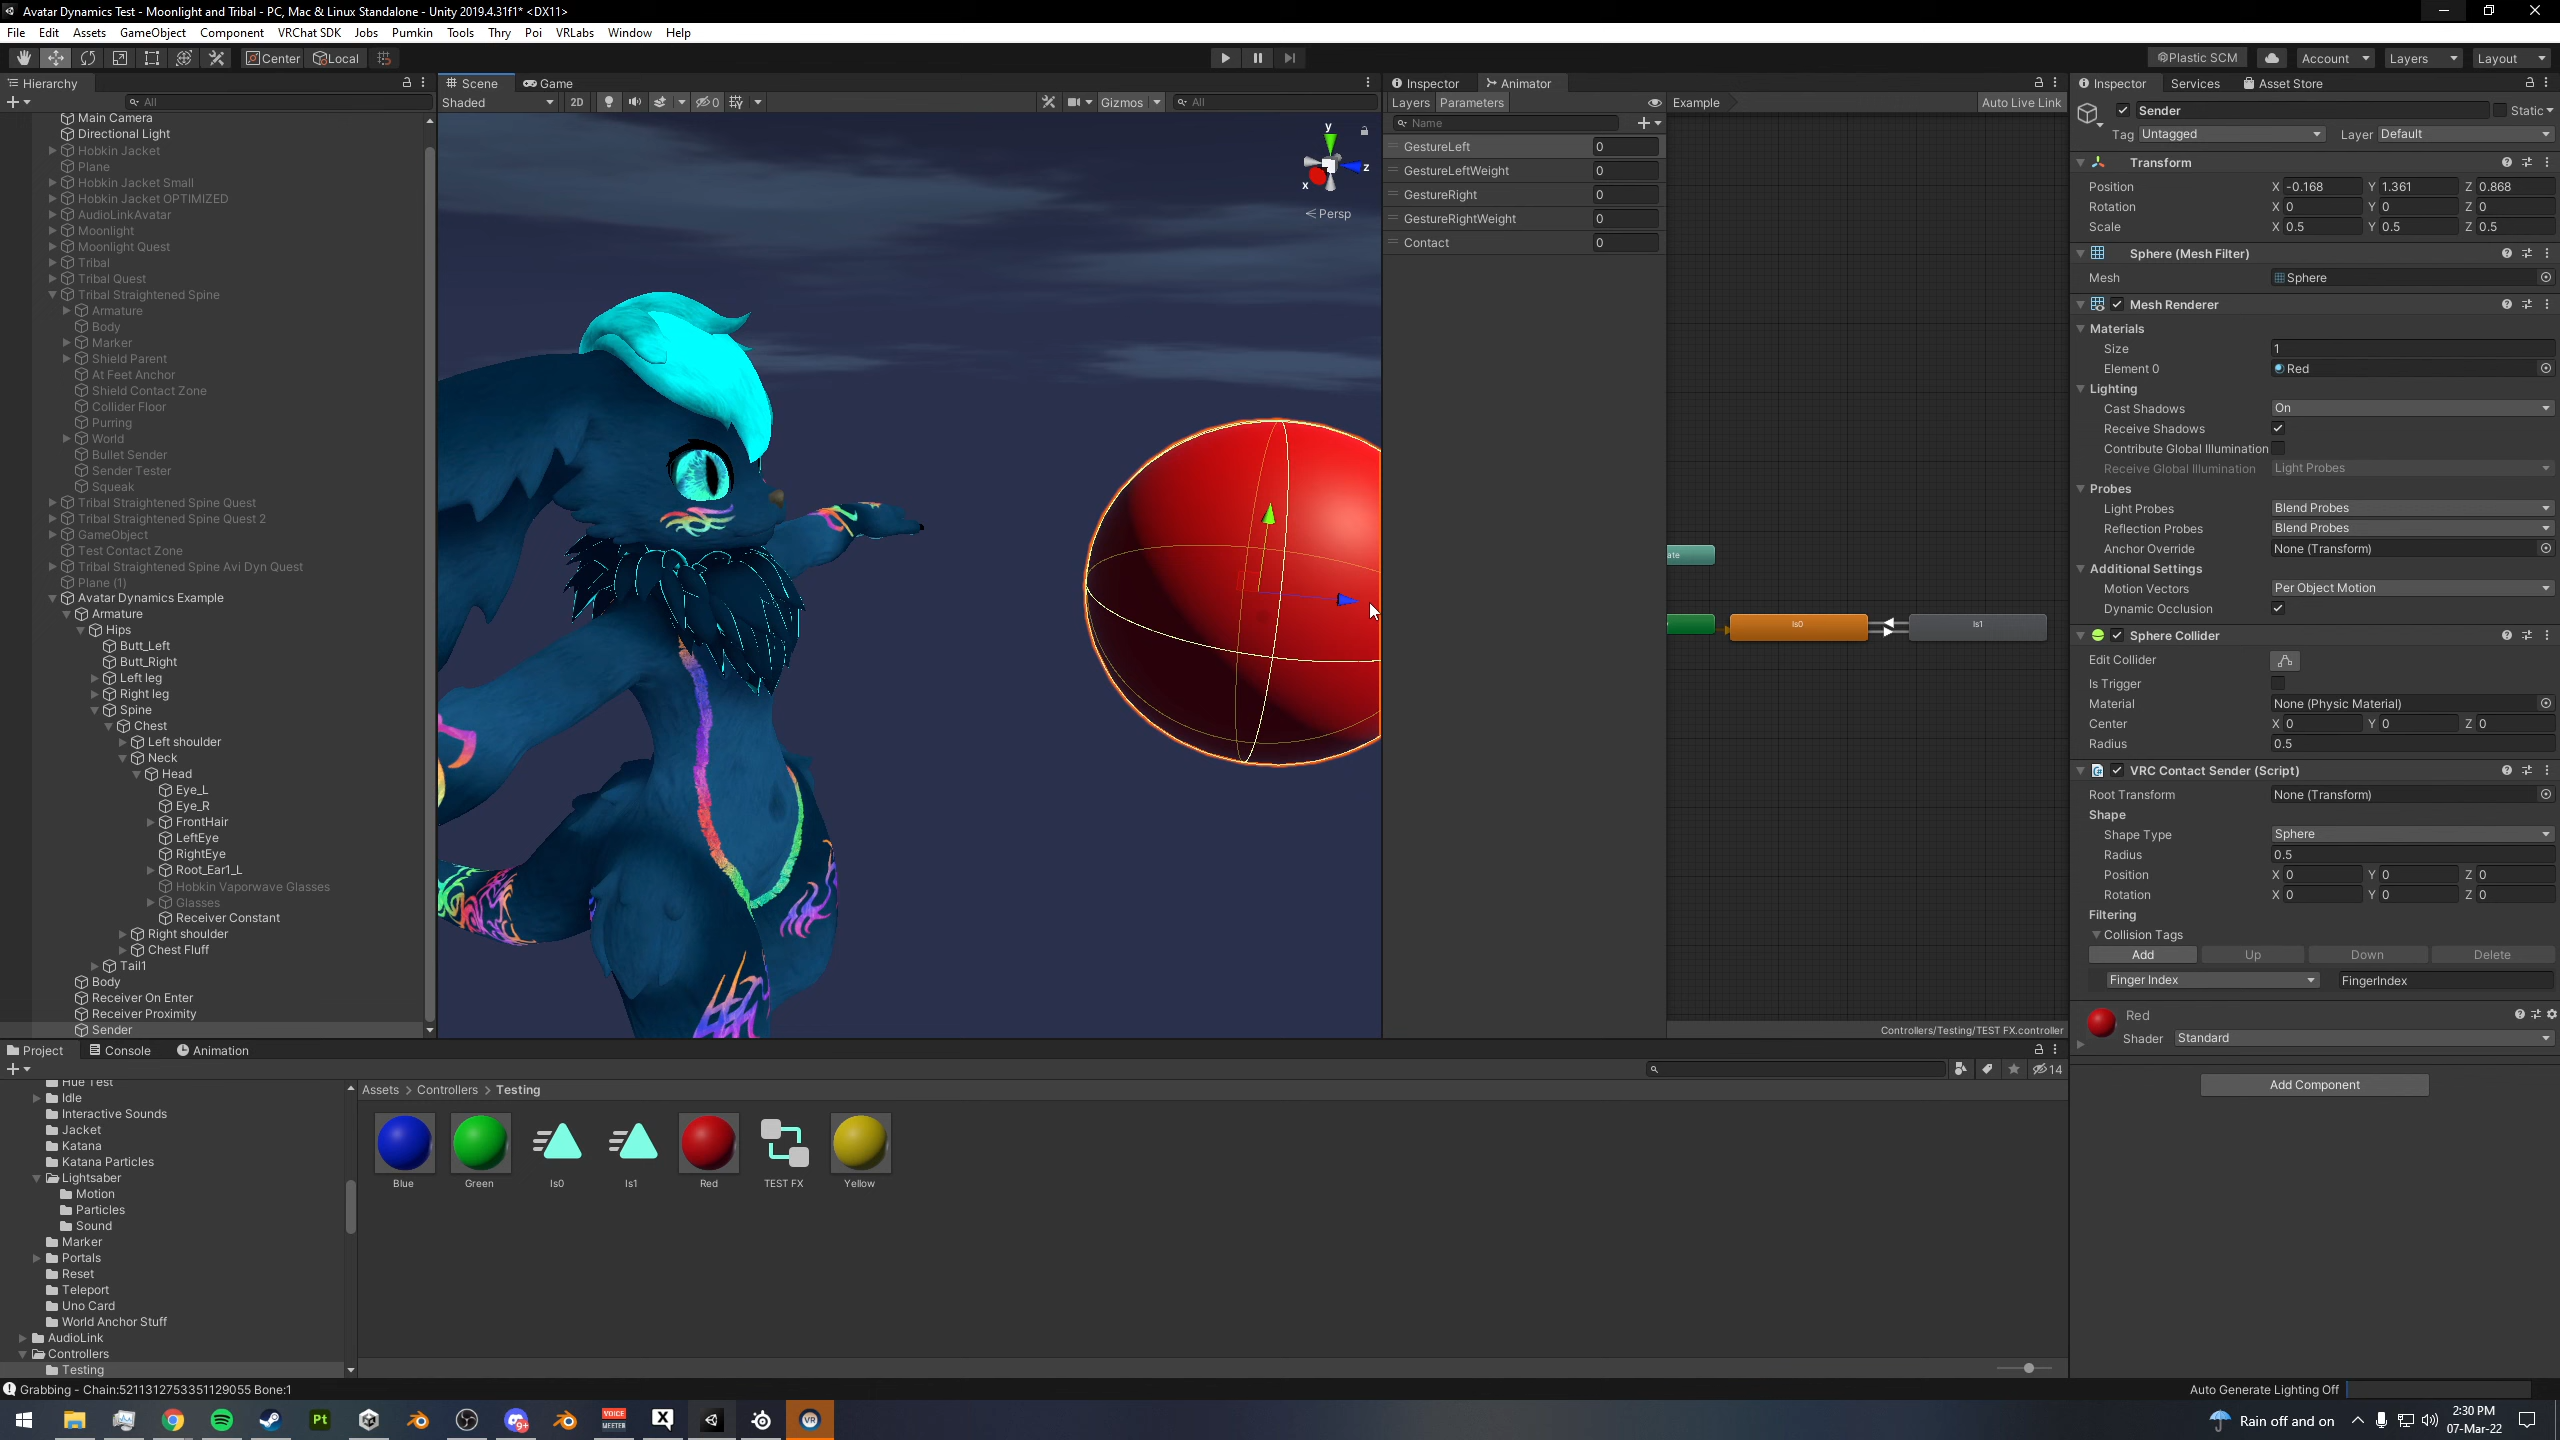 Avatar Dynamics Test - Moonlight and Tribal - PC, Mac & Linux Standalone - Unity 2019.4.31f1* <DX11>
File Edit Assets GameObject Component VRChat SDK Jobs Pumkin Tools Thry Poi VRLabs Window Help
Center Local Plastic SCM Account Layers Layout
Hierarchy
All
Main Camera
Directional Light
Hobkin Jacket
Plane
Hobkin Jacket Small
Hobkin Jacket OPTIMIZED
AudioLinkAvatar
Moonlight
Moonlight Quest
Tribal
Tribal Quest
Tribal Straightened Spine
Armature
Body
Marker
Shield Parent
At Feet Anchor
Shield Contact Zone
Collider Floor
Purring
World
Bullet Sender
Sender Tester
Squeak
Tribal Straightened Spine Quest
Tribal Straightened Spine Quest 2
GameObject
Test Contact Zone
Tribal Straightened Spine Avi Dyn Quest
Plane (1)
Avatar Dynamics Example
Armature
Hips
Butt_Left
Butt_Right
Left leg
Right leg
Spine
Chest
Left shoulder
Neck
Head
Eye_L
Eye_R
FrontHair
LeftEye
RightEye
Root_Ear1_L
Hobkin Vaporwave Glasses
Glasses
Receiver Constant
Right shoulder
Chest Fluff
Tail1
Body
Receiver On Enter
Receiver Proximity
Sender
Scene Game
Shaded 2D 0 Gizmos All
y
z
x
Persp
Inspector Animator
Layers Parameters Example Auto Live Link
Name
GestureLeft 0
GestureLeftWeight 0
GestureRight 0
GestureRightWeight 0
Contact 0
ate
Is0 Is1
Controllers/Testing/TEST FX.controller
Inspector Services Asset Store
Sender Static
Tag Untagged Layer Default
Transform
Position X -0.168 Y 1.361 Z 0.868
Rotation X 0 Y 0 Z 0
Scale X 0.5 Y 0.5 Z 0.5
Sphere (Mesh Filter)
Mesh Sphere
Mesh Renderer
Materials
Size 1
Element 0 Red
Lighting
Cast Shadows On
Receive Shadows
Contribute Global Illumination
Receive Global Illumination Light Probes
Probes
Light Probes Blend Probes
Reflection Probes Blend Probes
Anchor Override None (Transform)
Additional Settings
Motion Vectors Per Object Motion
Dynamic Occlusion
Sphere Collider
Edit Collider
Is Trigger
Material None (Physic Material)
Center X 0 Y 0 Z 0
Radius 0.5
VRC Contact Sender (Script)
Root Transform None (Transform)
Shape
Shape Type Sphere
Radius 0.5
Position X 0 Y 0 Z 0
Rotation X 0 Y 0 Z 0
Filtering
Collision Tags
Add Up Down Delete
Finger Index FingerIndex
Red
Shader Standard
Add Component
Project Console Animation
14
Hue Test
Idle
Interactive Sounds
Jacket
Katana
Katana Particles
Lightsaber
Motion
Particles
Sound
Marker
Portals
Reset
Teleport
Uno Card
World Anchor Stuff
AudioLink
Controllers
Testing
Assets > Controllers > Testing
Blue Green Is0 Is1 Red TEST FX Yellow
Grabbing - Chain:5211312753351129055 Bone:1
Auto Generate Lighting Off
Pt 9+ VOICE MEETER X VR
Rain off and on
2:30 PM
07-Mar-22